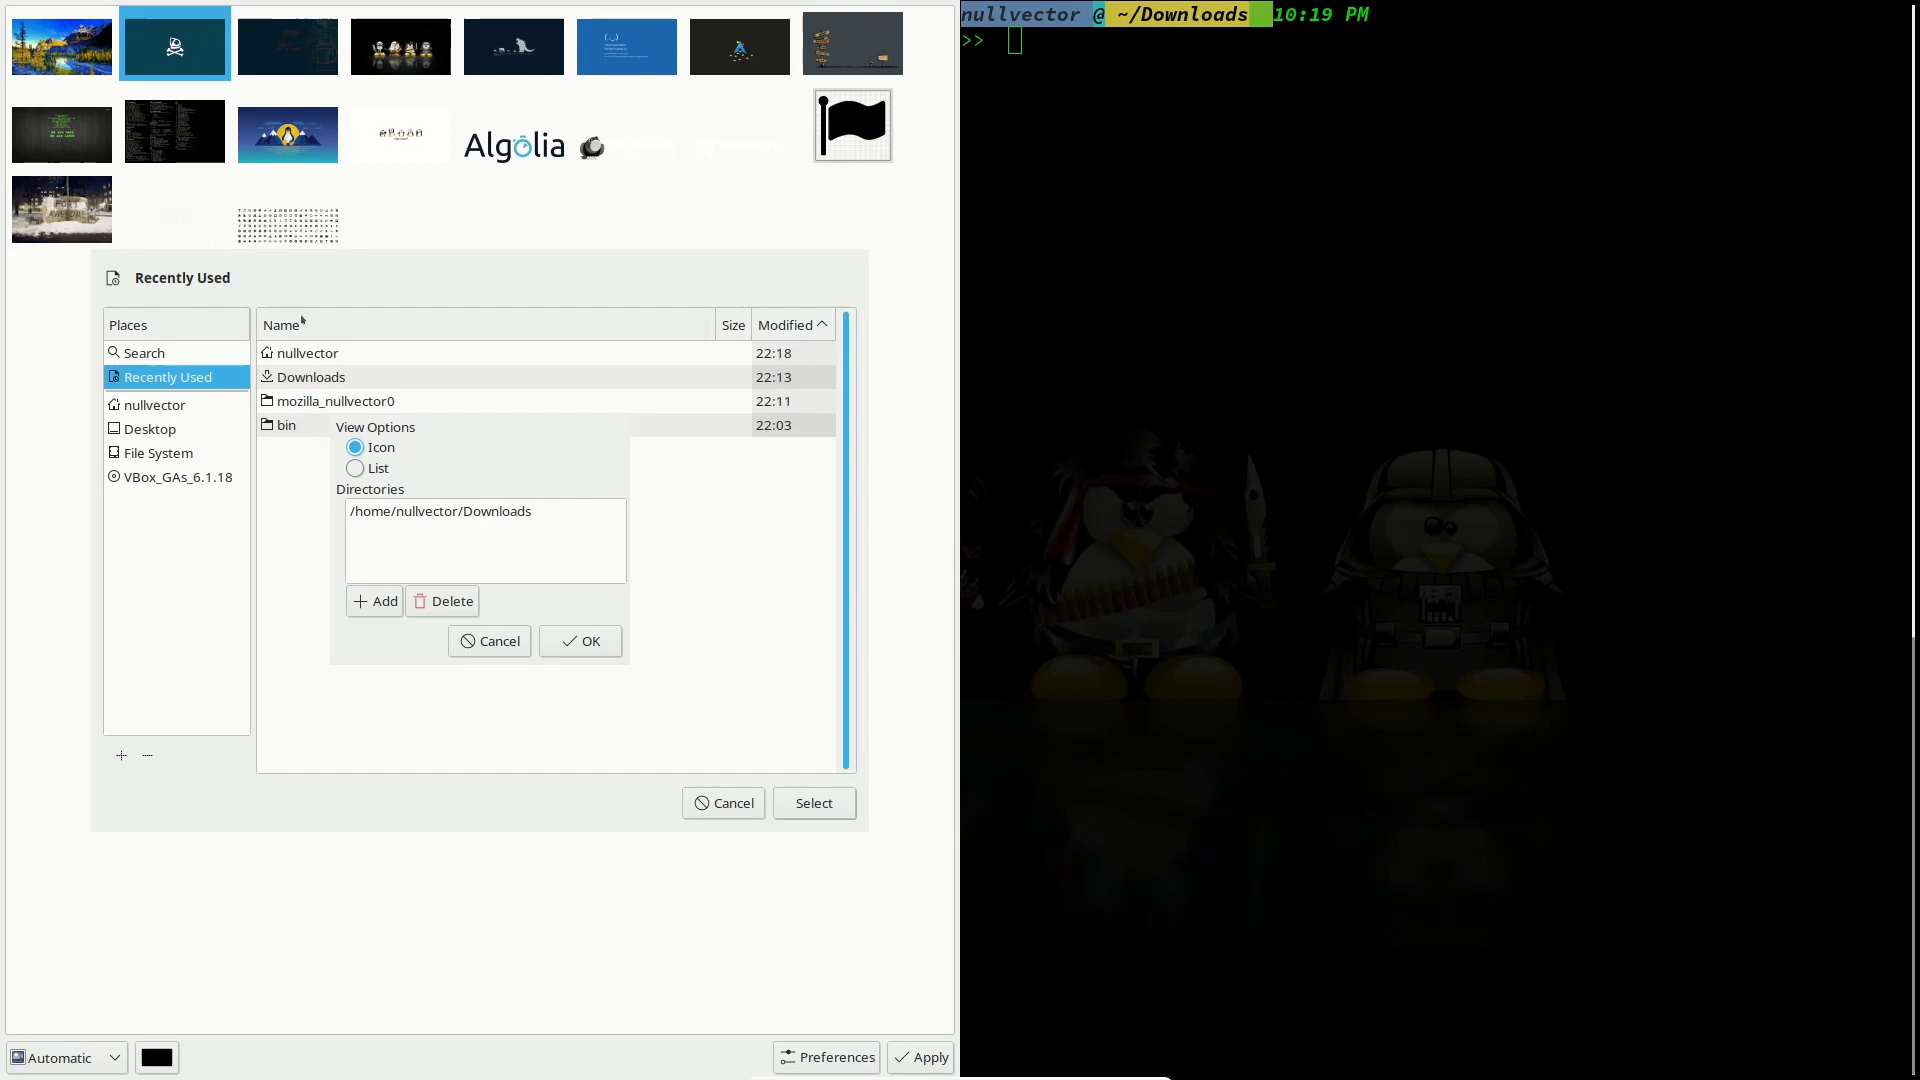 nullvector @ ~/Downloads 10:19 PM
>>
Algolia
Recently Used
Places
Search
Recently Used
nullvector
Desktop
File System
VBox_GAs_6.1.18
Name Size Modified
nullvector 22:18
Downloads 22:13
mozilla_nullvector0 22:11
bin 22:03
View Options
Icon
List
Directories
/home/nullvector/Downloads
Add Delete
Cancel OK
Cancel Select
Automatic
Preferences Apply